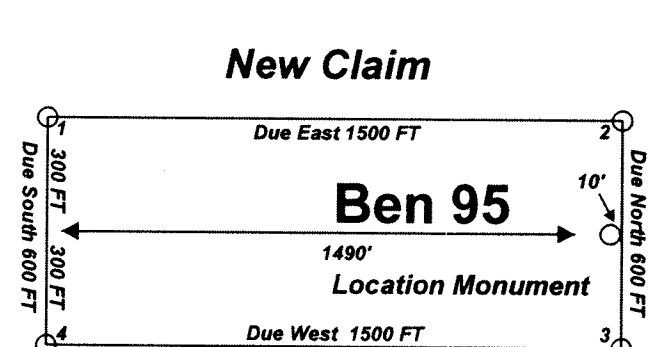 New Claim
1
2
Due East 1500 FT
Due South 600 FT
300 FT
300 FT
Ben 95
10'
Due North 600 FT
1490'
Location Monument
4
Due West 1500 FT
3